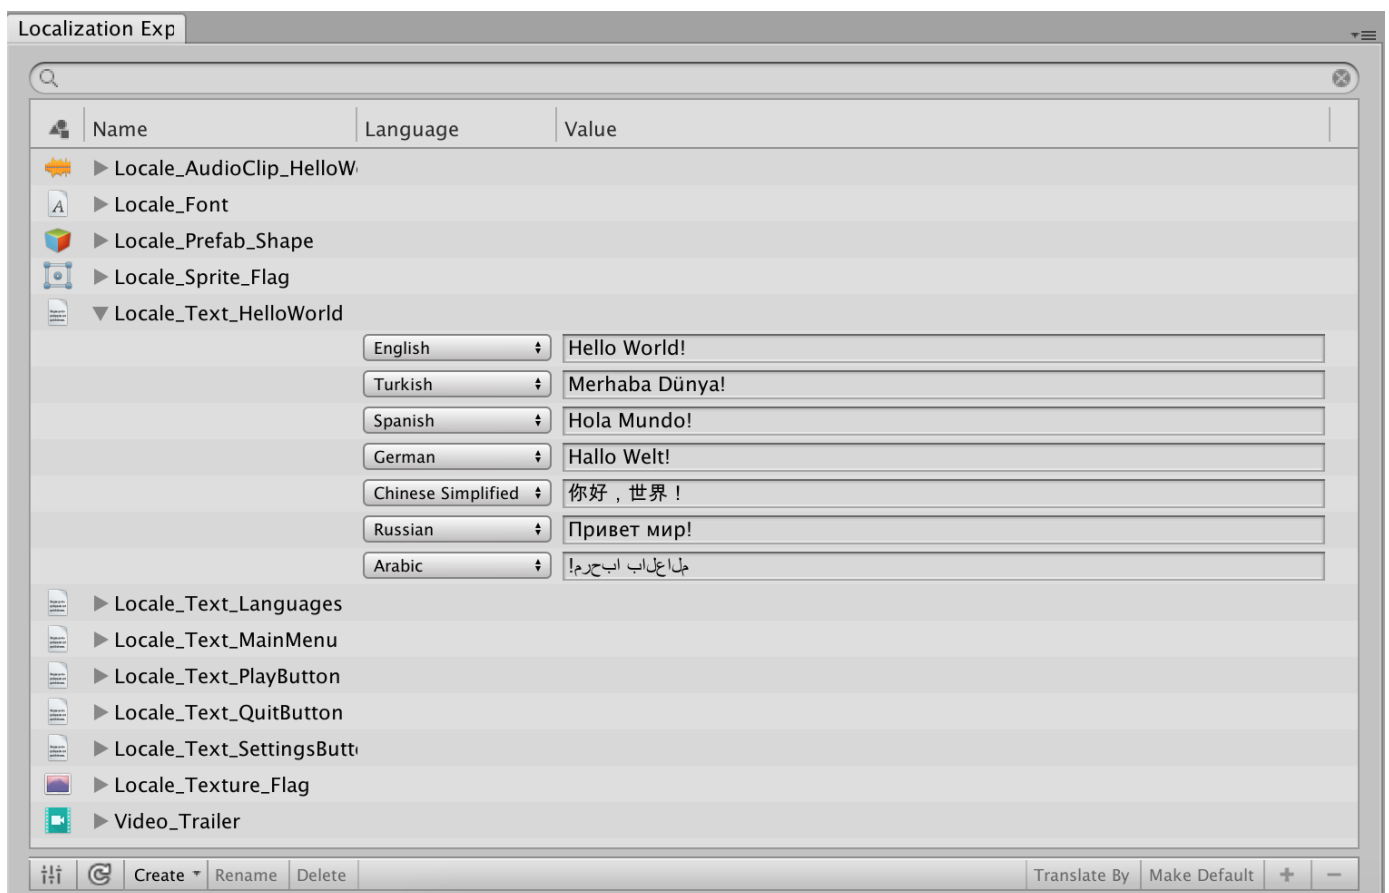 Localization Exp
Name Language Value
Locale_AudioClip_HelloW
Locale_Font
Locale_Prefab_Shape
Locale_Sprite_Flag
Locale_Text_HelloWorld
English Hello World!
Turkish Merhaba Dünya!
Spanish Hola Mundo!
German Hallo Welt!
Chinese Simplified 你好，世界！
Russian Привет мир!
Arabic ملاعلاب ابحرم!
Locale_Text_Languages
Locale_Text_MainMenu
Locale_Text_PlayButton
Locale_Text_QuitButton
Locale_Text_SettingsButt
Locale_Texture_Flag
Video_Trailer
Create Rename Delete Translate By Make Default + −